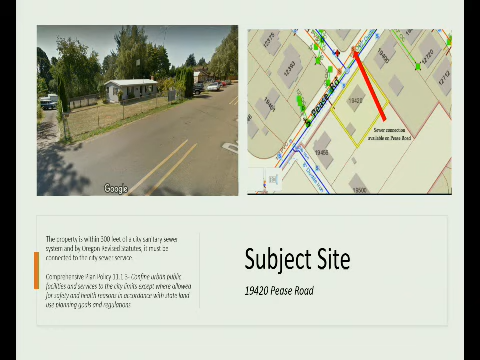 Google
Pease Rd
19420
Sewer connection
available on Pease Road
The property is within 300 feet of a city sanitary sewer
system and by Oregon Revised Statutes, it must be
connected to the city sewer service.
Comprehensive Plan Policy 11.1.3- Confine urban public
facilities and services to the city limits except where allowed
for safety and health reasons in accordance with state land
use planning goals and regulations
Subject Site
19420 Pease Road